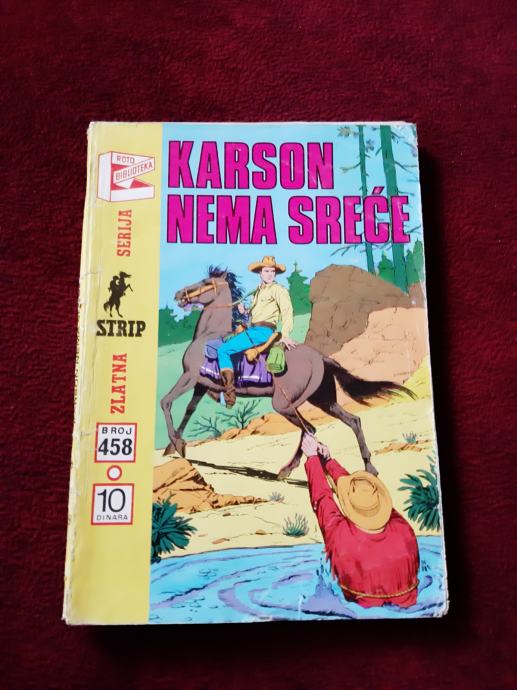 ROTO
BIBLIOTEKA
KARSON
NEMA SREĆE
ZLATNA STRIP SERIJA
BROJ
458
10
DINARA